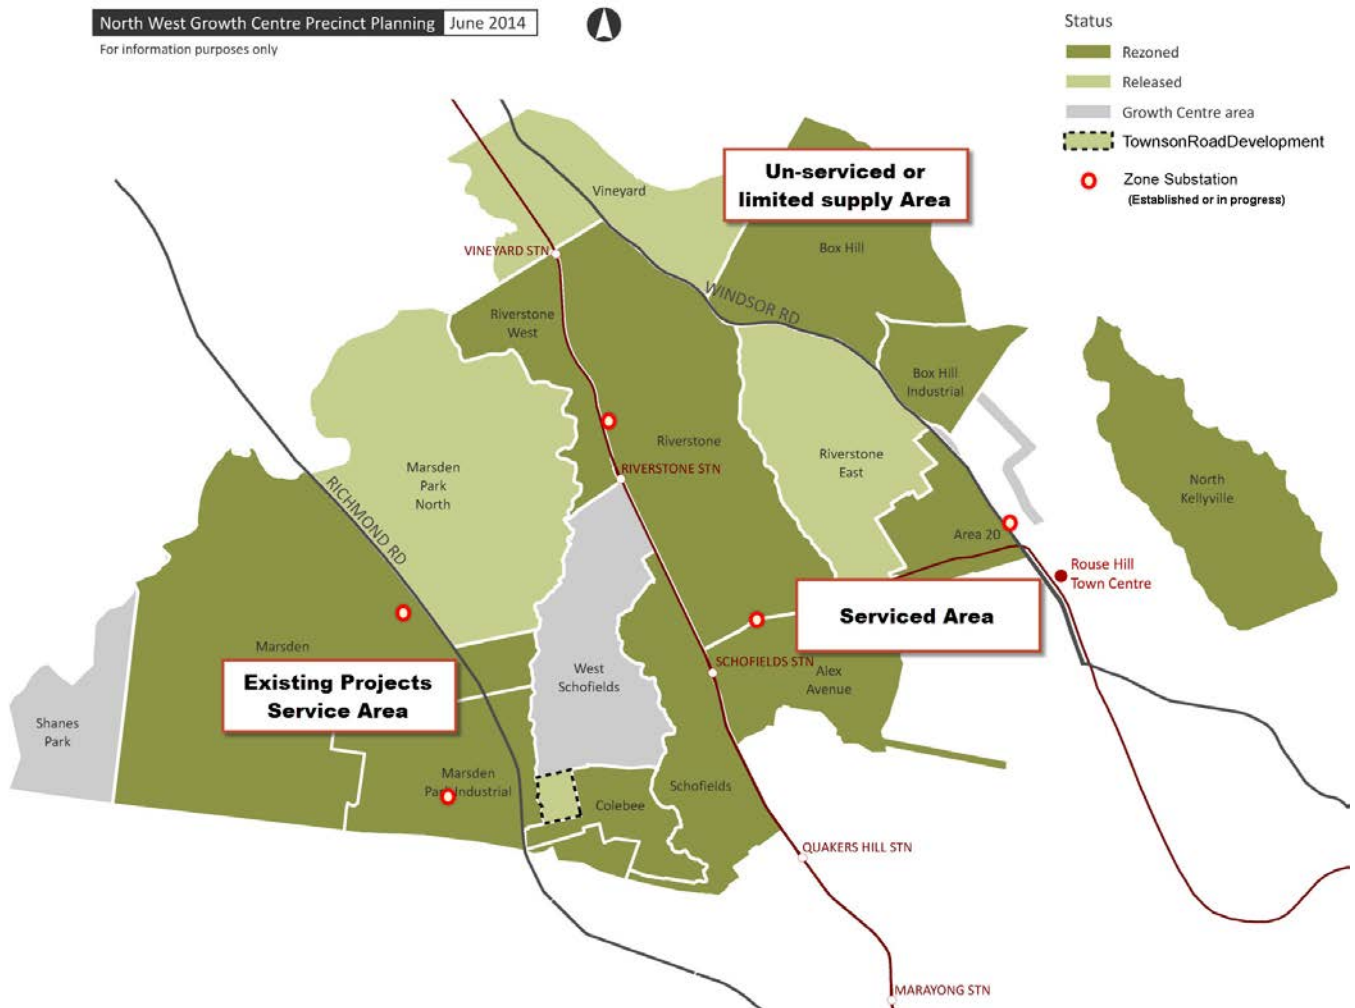 North West Growth Centre Precinct Planning June 2014
For information purposes only
Status
Rezoned
Released
Growth Centre area
TownsonRoadDevelopment
Zone Substation
(Established or in progress)
Un-serviced or
limited supply Area
Vineyard
VINEYARD STN
Box Hill
WINDSOR RD
Riverstone
West
Box Hill
Industrial
Riverstone
Riverstone
East
RIVERSTONE STN
Marsden
Park
North
North
Kellyville
RICHMOND RD
Area 20
Rouse Hill
Town Centre
Serviced Area
Marsden
Existing Projects
Service Area
West
Schofields
SCHOFIELDS STN
Alex
Avenue
Shanes
Park
Marsden
Park Industrial
Colebee
Schofields
QUAKERS HILL STN
MARAYONG STN